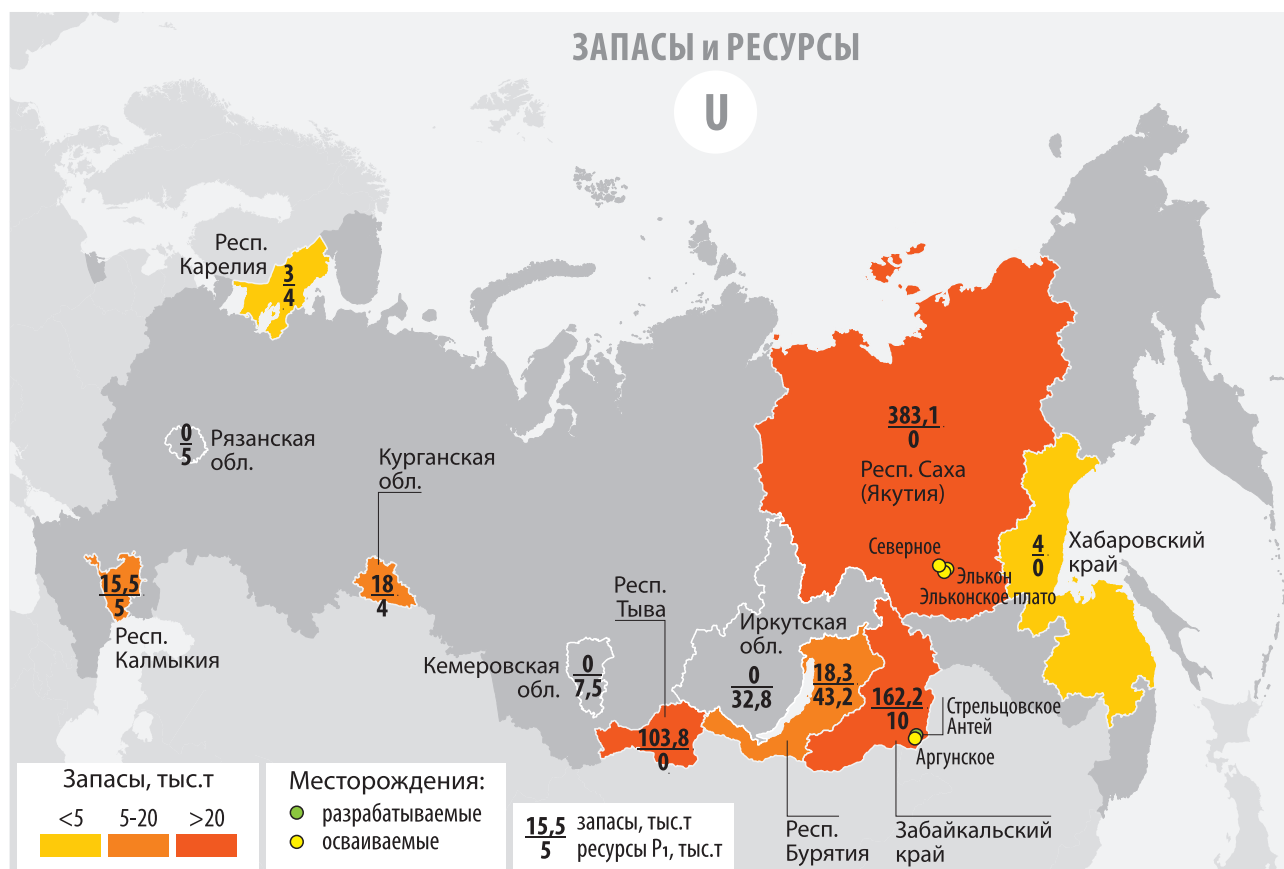 ЗАПАСЫ и РЕСУРСЫ
U
Респ.
Карелия
3
4
383,1
0
Респ. Саха
(Якутия)
0
5
Рязанская
обл.
Курганская
обл.
18
4
15,5
5
Респ.
Калмыкия
Северное
Элькон
Эльконское плато
4
0
Хабаровский
край
Респ.
Тыва
103,8
0
Иркутская
обл.
0
32,8
Кемеровская
обл.
0
7,5
18,3
43,2
162,2
10
Стрельцовское
Антей
Аргунское
Респ.
Бурятия
Забайкальский
край
Запасы, тыс.т
<5 5-20 >20
Месторождения:
разрабатываемые
осваиваемые
15,5 запасы, тыс.т
5 ресурсы P₁, тыс.т